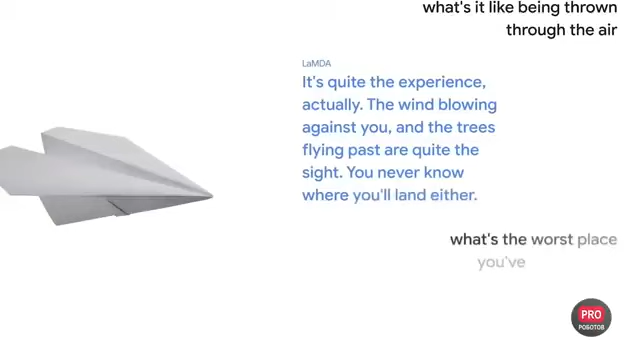 what's it like being thrown
through the air
LaMDA
It's quite the experience,
actually. The wind blowing
against you, and the trees
flying past are quite the
sight. You never know
where you'll land either.
what's the worst place
you've
PRO
РОБОТОВ